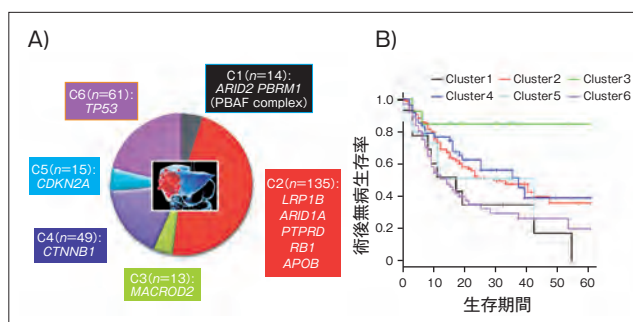 A)
C6(n=61):
TP53
C1(n=14):
ARID2 PBRM1
(PBAF complex)
C5(n=15):
CDKN2A
C2(n=135):
LRP1B
ARID1A
PTPRD
RB1
APOB
C4(n=49):
CTNNB1
C3(n=13):
MACROD2
B)
Cluster1 Cluster2 Cluster3
Cluster4 Cluster5 Cluster6
1.0
0.8
0.6
0.4
0.2
0
術後無病生存率
0 10 20 30 40 50 60
生存期間